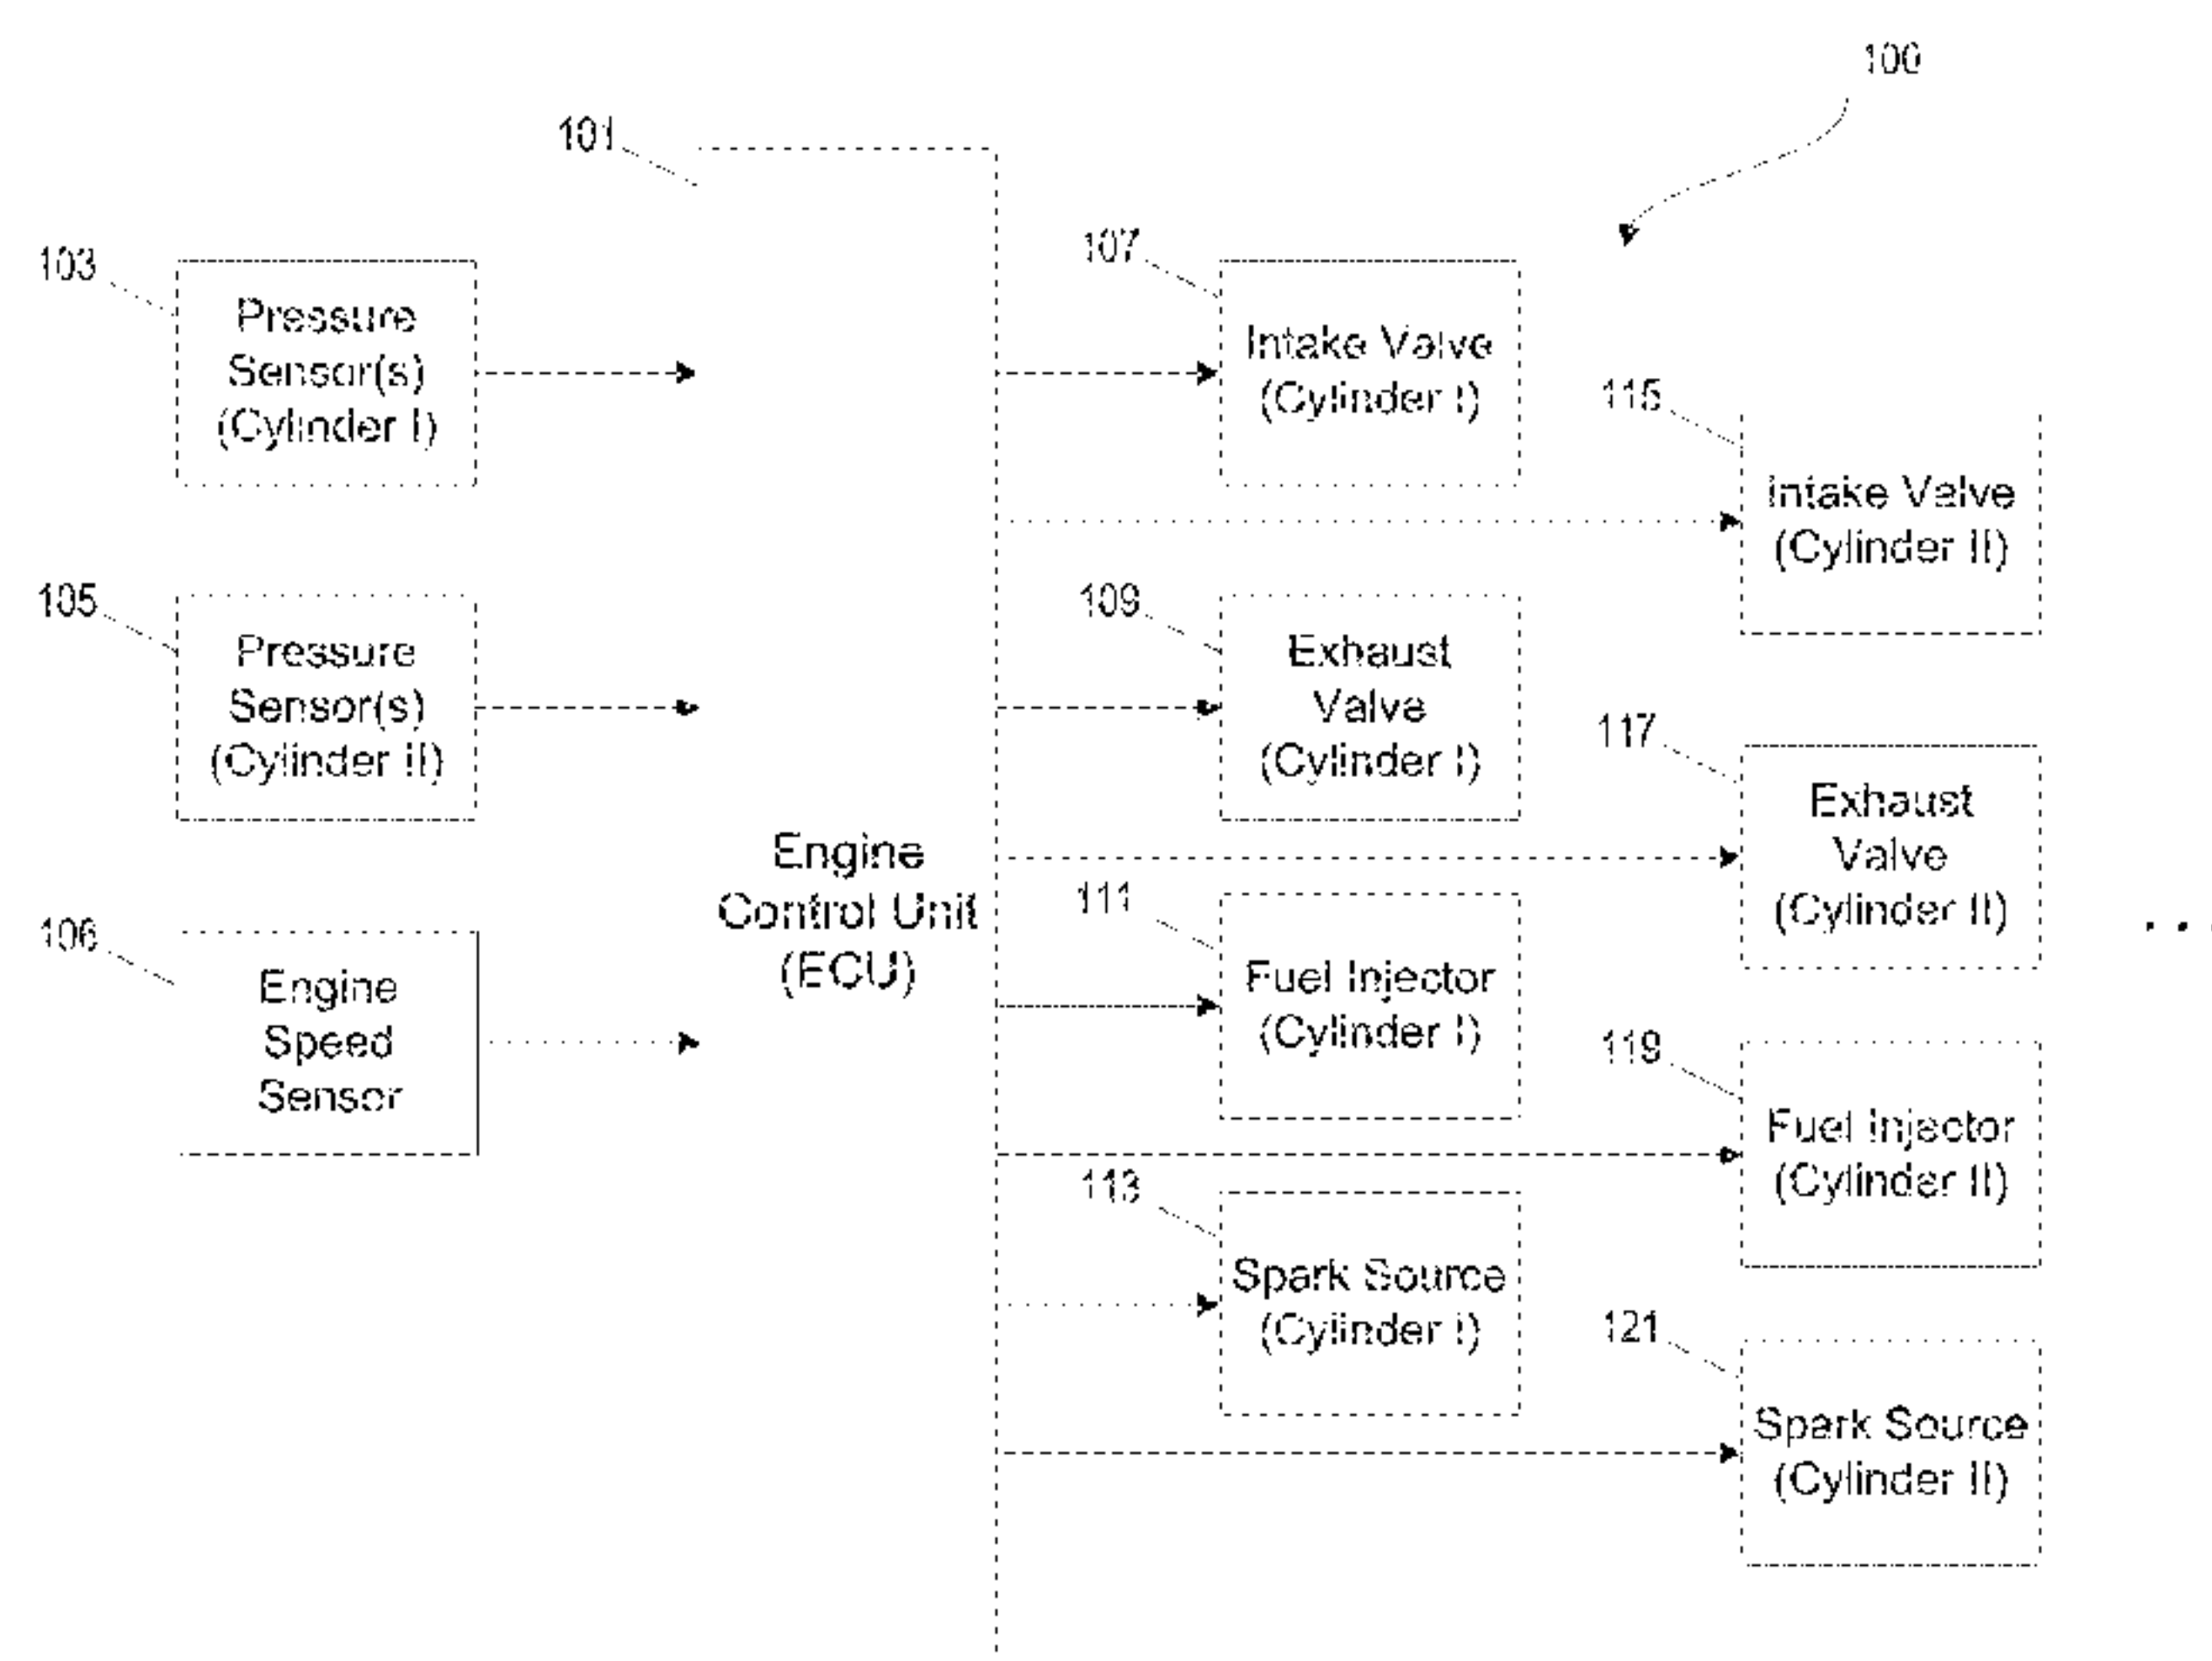 100
101
103
Pressure
Sensor(s)
(Cylinder I)
105
Pressure
Sensor(s)
(Cylinder II)
106
Engine
Speed
Sensor
Engine
Control Unit
(ECU)
107
Intake Valve
(Cylinder I)
109
Exhaust
Valve
(Cylinder I)
111
Fuel Injector
(Cylinder I)
113
Spark Source
(Cylinder I)
115
Intake Valve
(Cylinder II)
117
Exhaust
Valve
(Cylinder II)
119
Fuel Injector
(Cylinder II)
121
Spark Source
(Cylinder II)
. . .